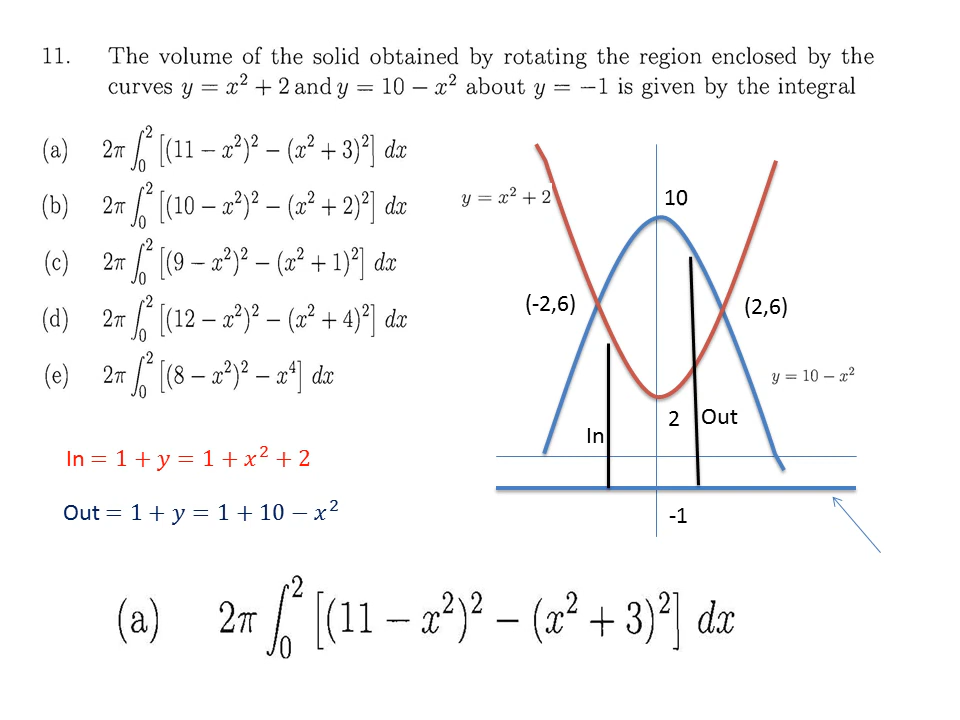 11. The volume of the solid obtained by rotating the region enclosed by the
curves y = x² + 2 and y = 10 − x² about y = −1 is given by the integral
(a) 2π ∫₀² [(11 − x²)² − (x² + 3)²] dx
(b) 2π ∫₀² [(10 − x²)² − (x² + 2)²] dx
(c) 2π ∫₀² [(9 − x²)² − (x² + 1)²] dx
(d) 2π ∫₀² [(12 − x²)² − (x² + 4)²] dx
(e) 2π ∫₀² [(8 − x²)² − x⁴] dx
y = x² + 2
10
(-2,6)
(2,6)
y = 10 − x²
2
Out
In
-1
In = 1 + y = 1 + x² + 2
Out = 1 + y = 1 + 10 − x²
(a) 2π ∫₀² [(11 − x²)² − (x² + 3)²] dx